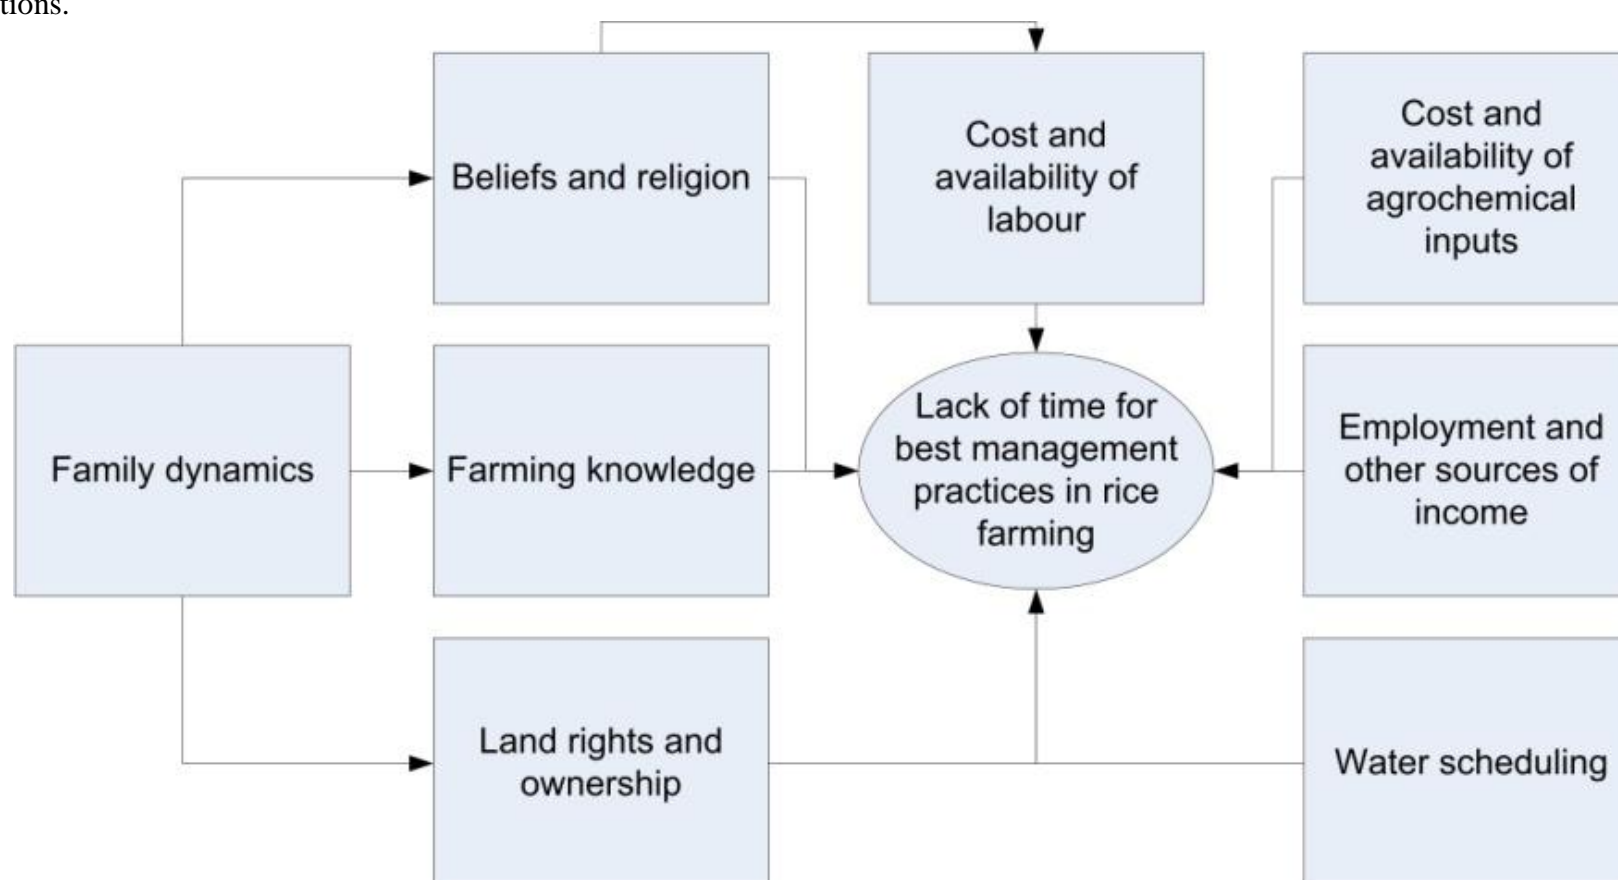 tions.
Beliefs and religion
Cost and
availability of
labour
Cost and
availability of
agrochemical
inputs
Family dynamics
Farming knowledge
Lack of time for
best management
practices in rice
farming
Employment and
other sources of
income
Land rights and
ownership
Water scheduling